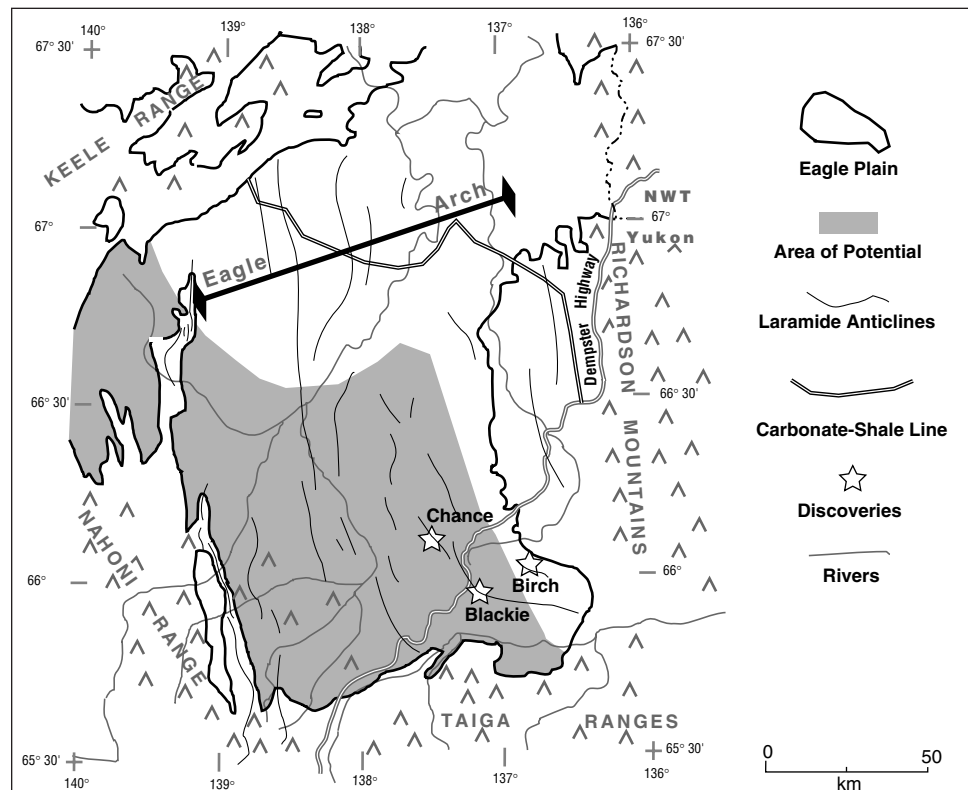 140°
139°
138°
137°
136°
67° 30'
67° 30'
KEELE RANGE
Arch
Eagle
NWT
67°
67°
Yukon
Dempster Highway
RICHARDSON MOUNTAINS
66° 30'
66° 30'
Chance
Birch
Blackie
66°
66°
NAHONI RANGE
TAIGA RANGES
65° 30'
65° 30'
140°
139°
138°
137°
136°
Eagle Plain
Area of Potential
Laramide Anticlines
Carbonate-Shale Line
Discoveries
Rivers
0
50
km